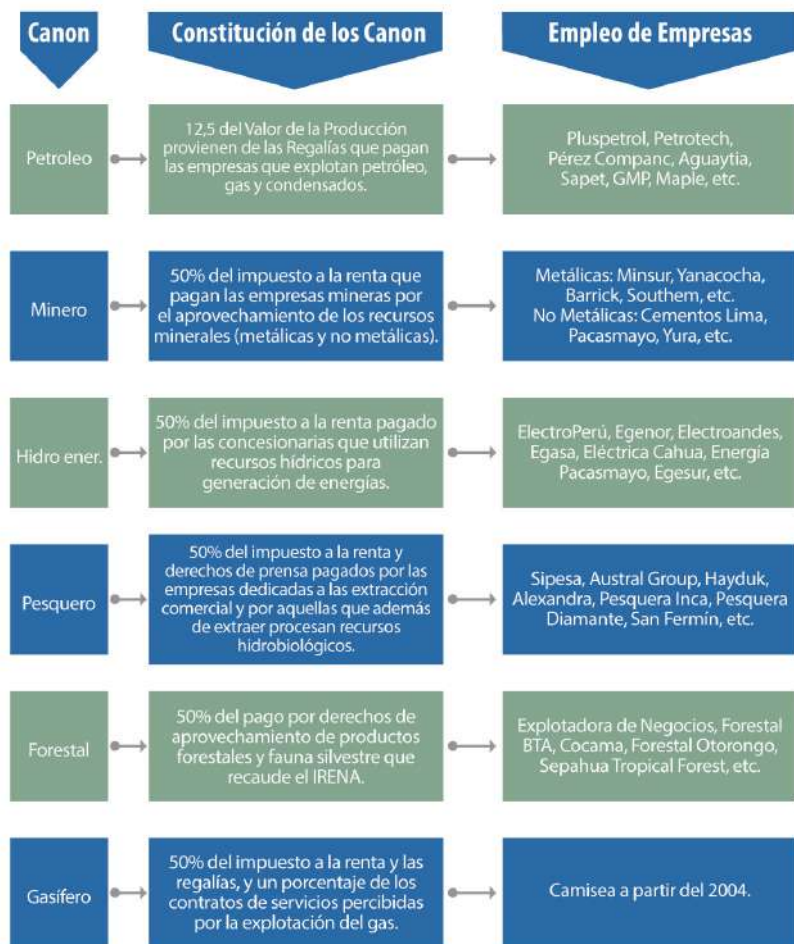 Canon
Constitución de los Canon
Empleo de Empresas
Petroleo
12,5 del Valor de la Producción
provienen de las Regalías que pagan
las empresas que explotan petróleo,
gas y condensados.
Pluspetrol, Petrotech,
Pérez Companc, Aguaytia,
Sapet, GMP, Maple, etc.
Minero
50% del impuesto a la renta que
pagan las empresas mineras por
el aprovechamiento de los recursos
minerales (metálicas y no metálicas).
Metálicas: Minsur, Yanacocha,
Barrick, Southem, etc.
No Metálicas: Cementos Lima,
Pacasmayo, Yura, etc.
Hidro ener.
50% del impuesto a la renta pagado
por las concesionarias que utilizan
recursos hídricos para
generación de energías.
ElectroPerú, Egenor, Electroandes,
Egasa, Eléctrica Cahua, Energía
Pacasmayo, Egesur, etc.
Pesquero
50% del impuesto a la renta y
derechos de prensa pagados por las
empresas dedicadas a las extracción
comercial y por aquellas que además
de extraer procesan recursos
hidrobiológicos.
Sipesa, Austral Group, Hayduk,
Alexandra, Pesquera Inca, Pesquera
Diamante, San Fermín, etc.
Forestal
50% del pago por derechos de
aprovechamiento de productos
forestales y fauna silvestre que
recaude el IRENA.
Explotadora de Negocios, Forestal
BTA, Cocama, Forestal Otorongo,
Sepahua Tropical Forest, etc.
Gasífero
50% del impuesto a la renta y las
regalías, y un porcentaje de los
contratos de servicios percibidas
por la explotación del gas.
Camisea a partir del 2004.